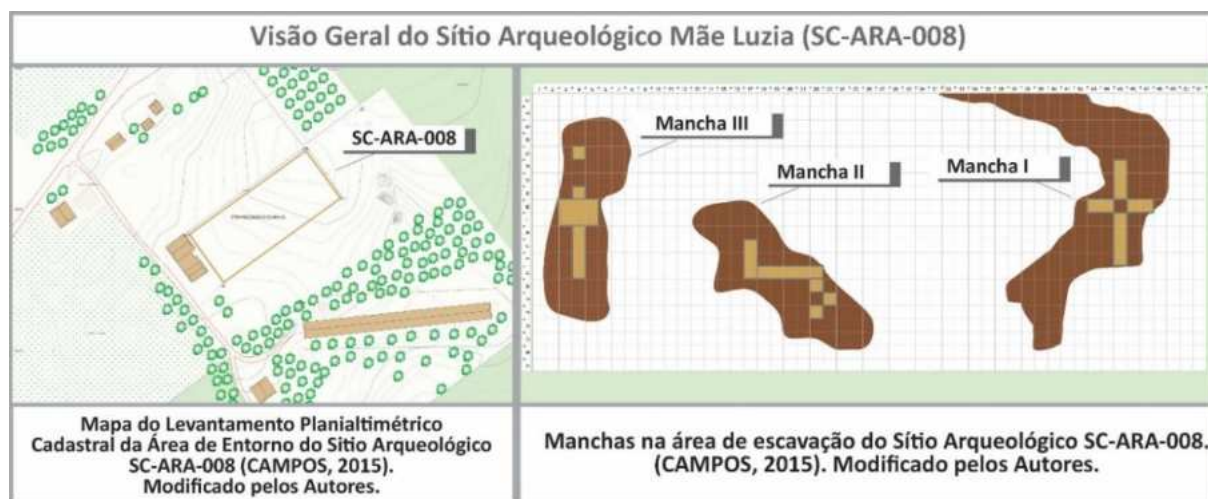 Visão Geral do Sítio Arqueológico Mãe Luzia (SC-ARA-008)
SC-ARA-008
Mancha III
Mancha II
Mancha I
Mapa do Levantamento Planialtimétrico
Cadastral da Área de Entorno do Sitio Arqueológico
SC-ARA-008 (CAMPOS, 2015).
Modificado pelos Autores.
Manchas na área de escavação do Sítio Arqueológico SC-ARA-008.
(CAMPOS, 2015). Modificado pelos Autores.